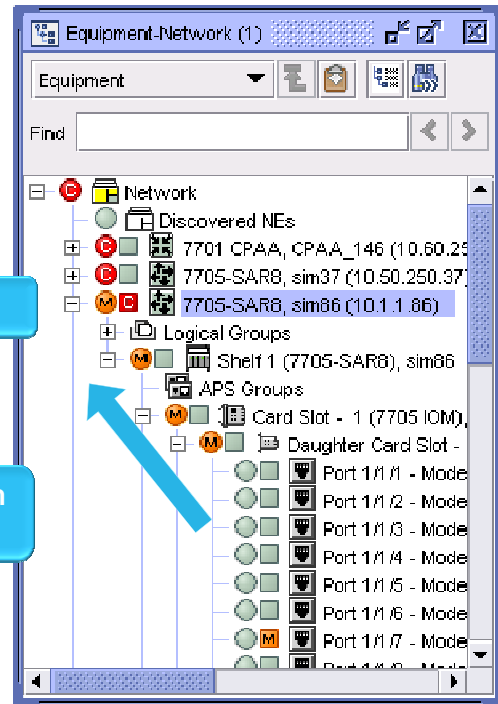 Equipment-Network (1)
Equipment
Find
C Network
Discovered NEs
C 7701 CPAA, CPAA_146 (10.60.25
C 7705-SAR8, sim37 (10.50.250.37)
M C 7705-SAR8, sim86 (10.1.1.86)
Logical Groups
M Shelf 1 (7705-SAR8), sim86
APS Groups
M Card Slot - 1 (7705 IOM),
M Daughter Card Slot -
Port 1/1/1 - Mode
Port 1/1/2 - Mode
n
Port 1/1/3 - Mode
Port 1/1/4 - Mode
Port 1/1/5 - Mode
Port 1/1/6 - Mode
M Port 1/1/7 - Mode